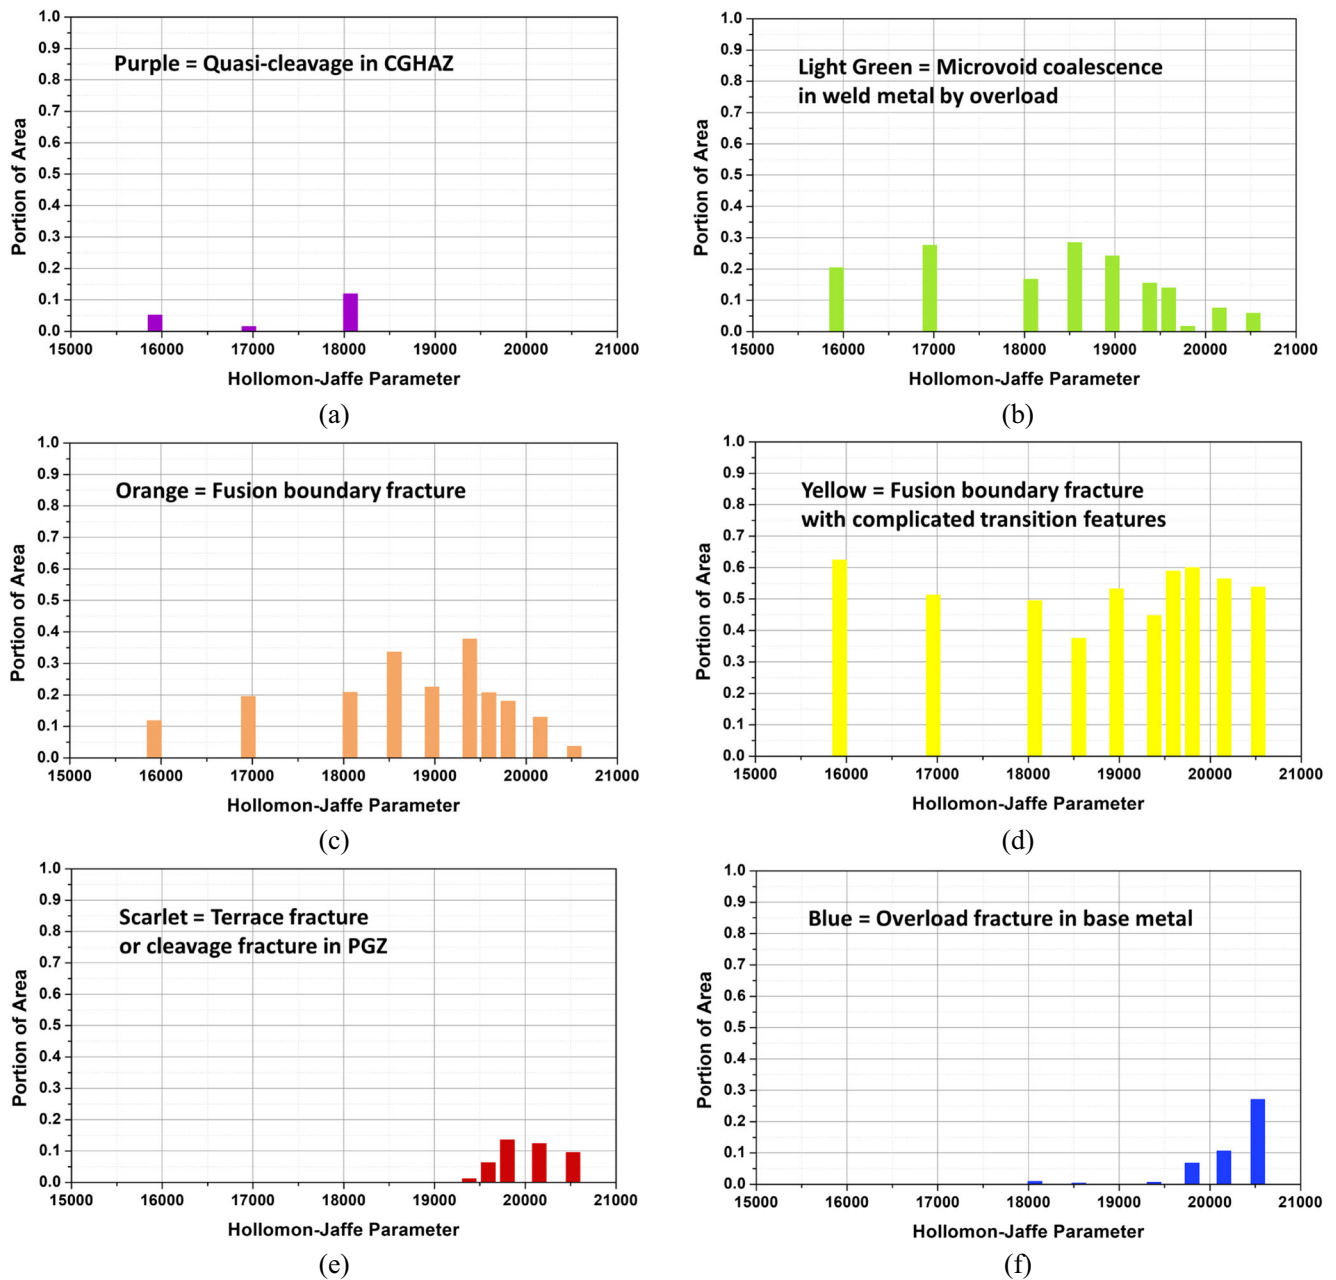 Purple = Quasi-cleavage in CGHAZ
Portion of Area
1.0
0.9
0.8
0.7
0.6
0.5
0.4
0.3
0.2
0.1
0.0
15000 16000 17000 18000 19000 20000 21000
Hollomon-Jaffe Parameter
(a)
Light Green = Microvoid coalescence
in weld metal by overload
Portion of Area
1.0
0.9
0.8
0.7
0.6
0.5
0.4
0.3
0.2
0.1
0.0
15000 16000 17000 18000 19000 20000 21000
Hollomon-Jaffe Parameter
(b)
Orange = Fusion boundary fracture
Portion of Area
1.0
0.9
0.8
0.7
0.6
0.5
0.4
0.3
0.2
0.1
0.0
15000 16000 17000 18000 19000 20000 21000
Hollomon-Jaffe Parameter
(c)
Yellow = Fusion boundary fracture
with complicated transition features
Portion of Area
1.0
0.9
0.8
0.7
0.6
0.5
0.4
0.3
0.2
0.1
0.0
15000 16000 17000 18000 19000 20000 21000
Hollomon-Jaffe Parameter
(d)
Scarlet = Terrace fracture
or cleavage fracture in PGZ
Portion of Area
1.0
0.9
0.8
0.7
0.6
0.5
0.4
0.3
0.2
0.1
0.0
15000 16000 17000 18000 19000 20000 21000
Hollomon-Jaffe Parameter
(e)
Blue = Overload fracture in base metal
Portion of Area
1.0
0.9
0.8
0.7
0.6
0.5
0.4
0.3
0.2
0.1
0.0
15000 16000 17000 18000 19000 20000 21000
Hollomon-Jaffe Parameter
(f)